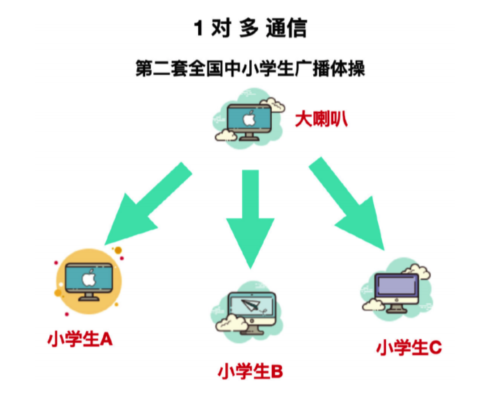 1 对 多 通信
第二套全国中小学生广播体操
大喇叭
小学生A
小学生B
小学生C